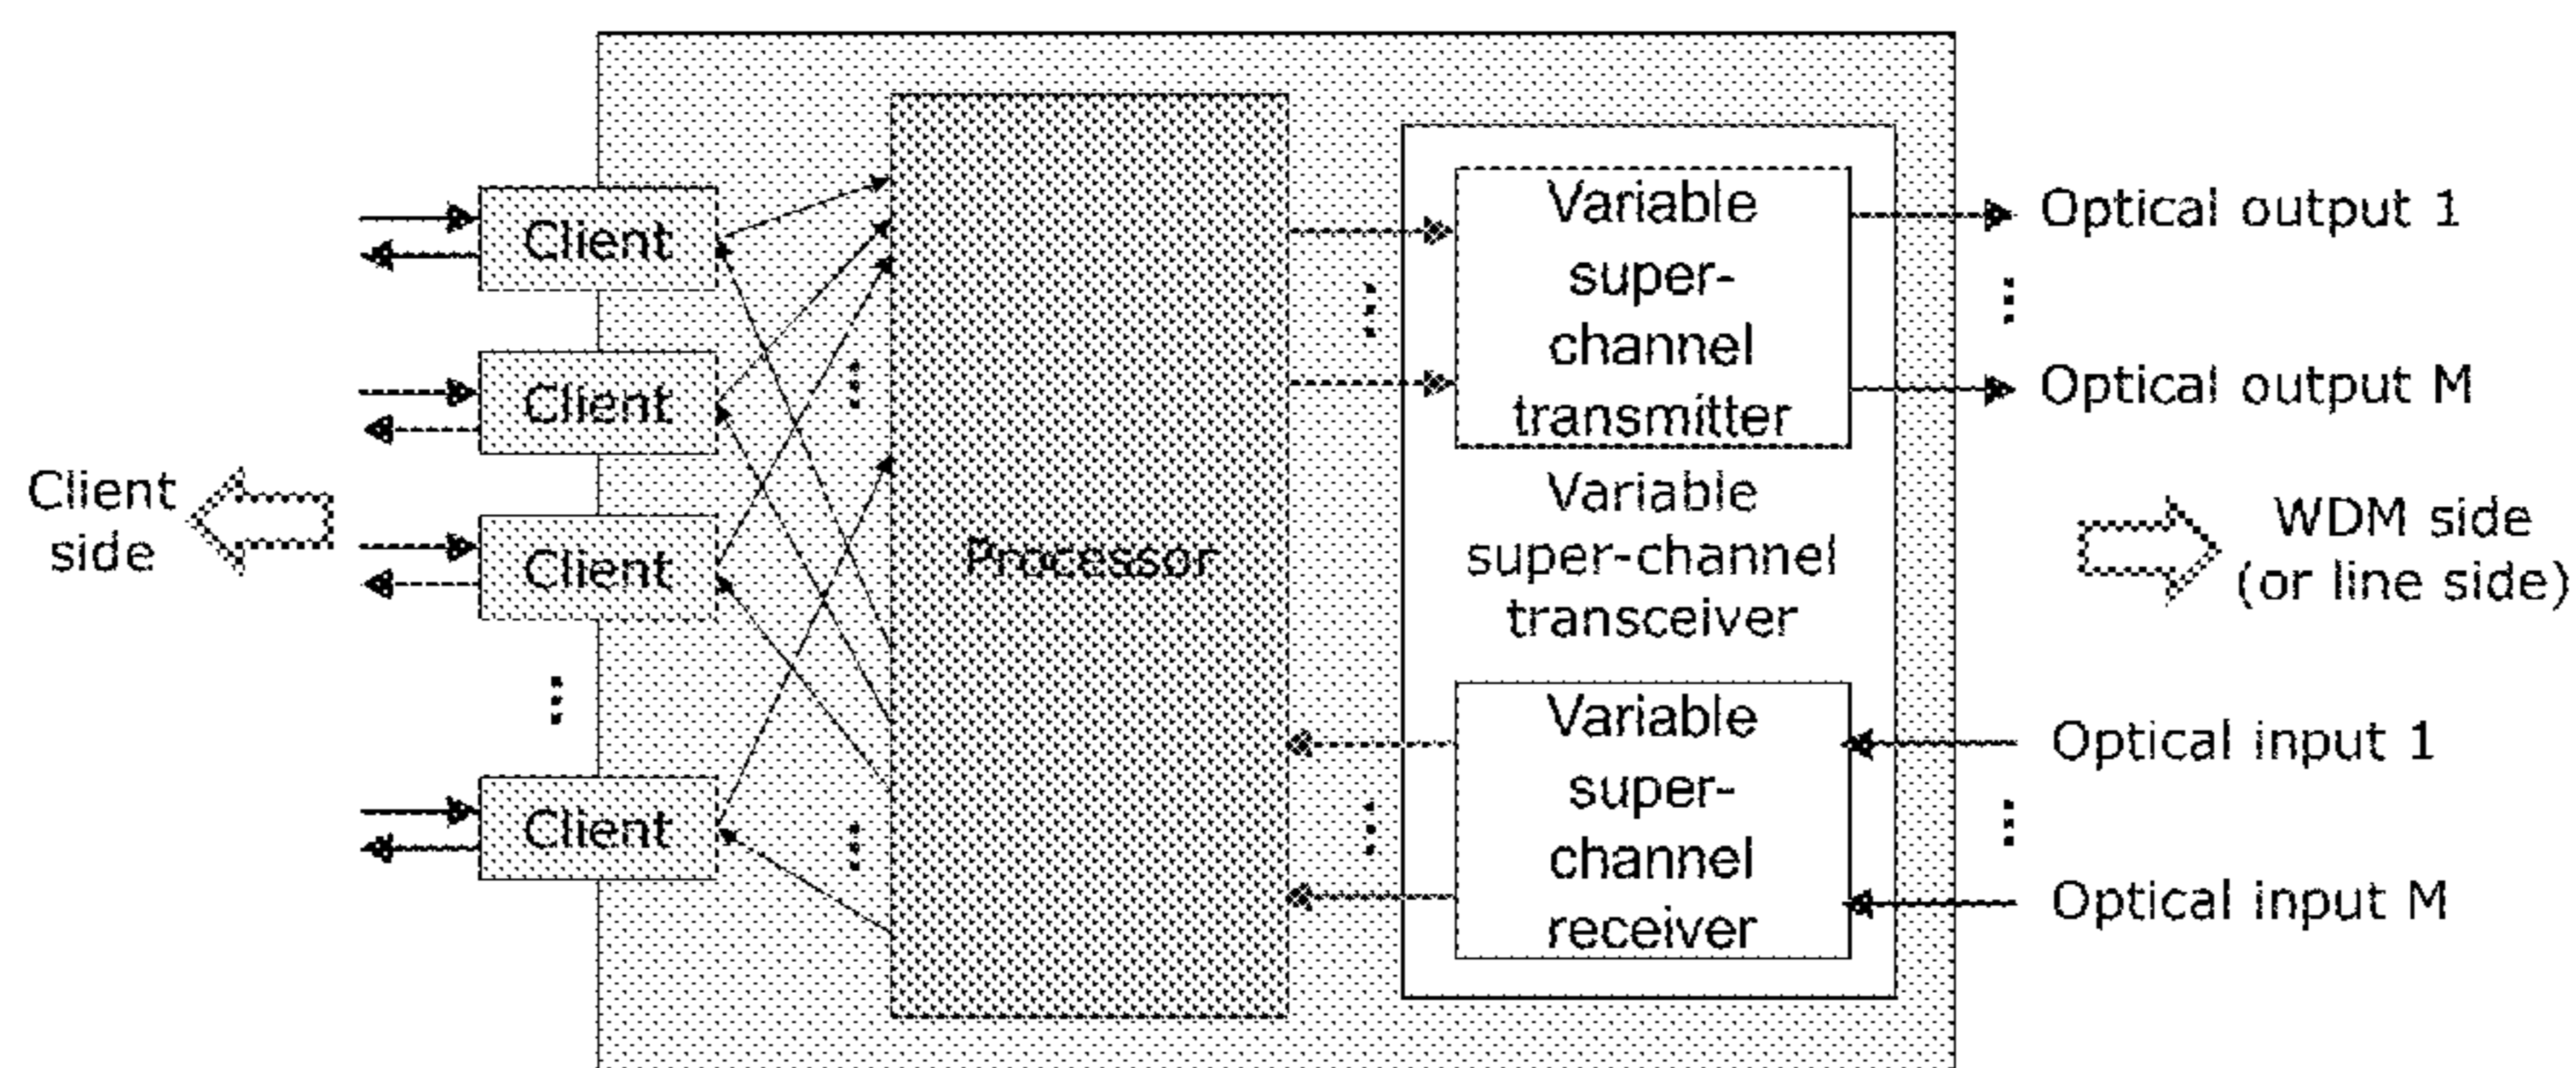 Client
side
Client
Client
Client
Client
Processor
Variable
super-
channel
transmitter
Variable
super-channel
transceiver
Variable
super-
channel
receiver
Optical output 1
Optical output M
WDM side
(or line side)
Optical input 1
Optical input M